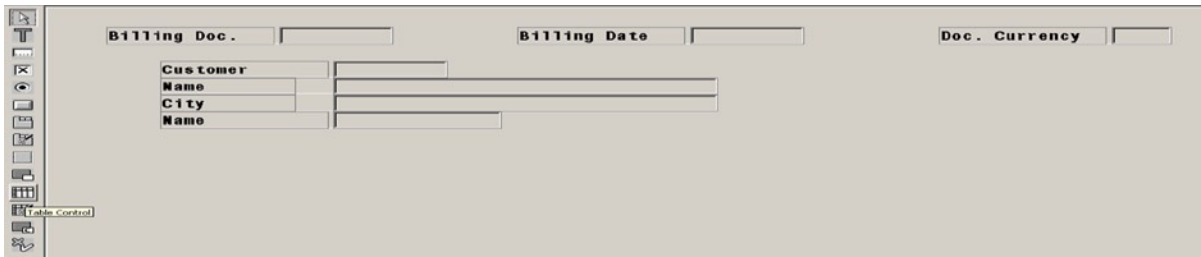 Billing Doc. Billing Date Doc. Currency
Customer
Name
City
Name
Table Control